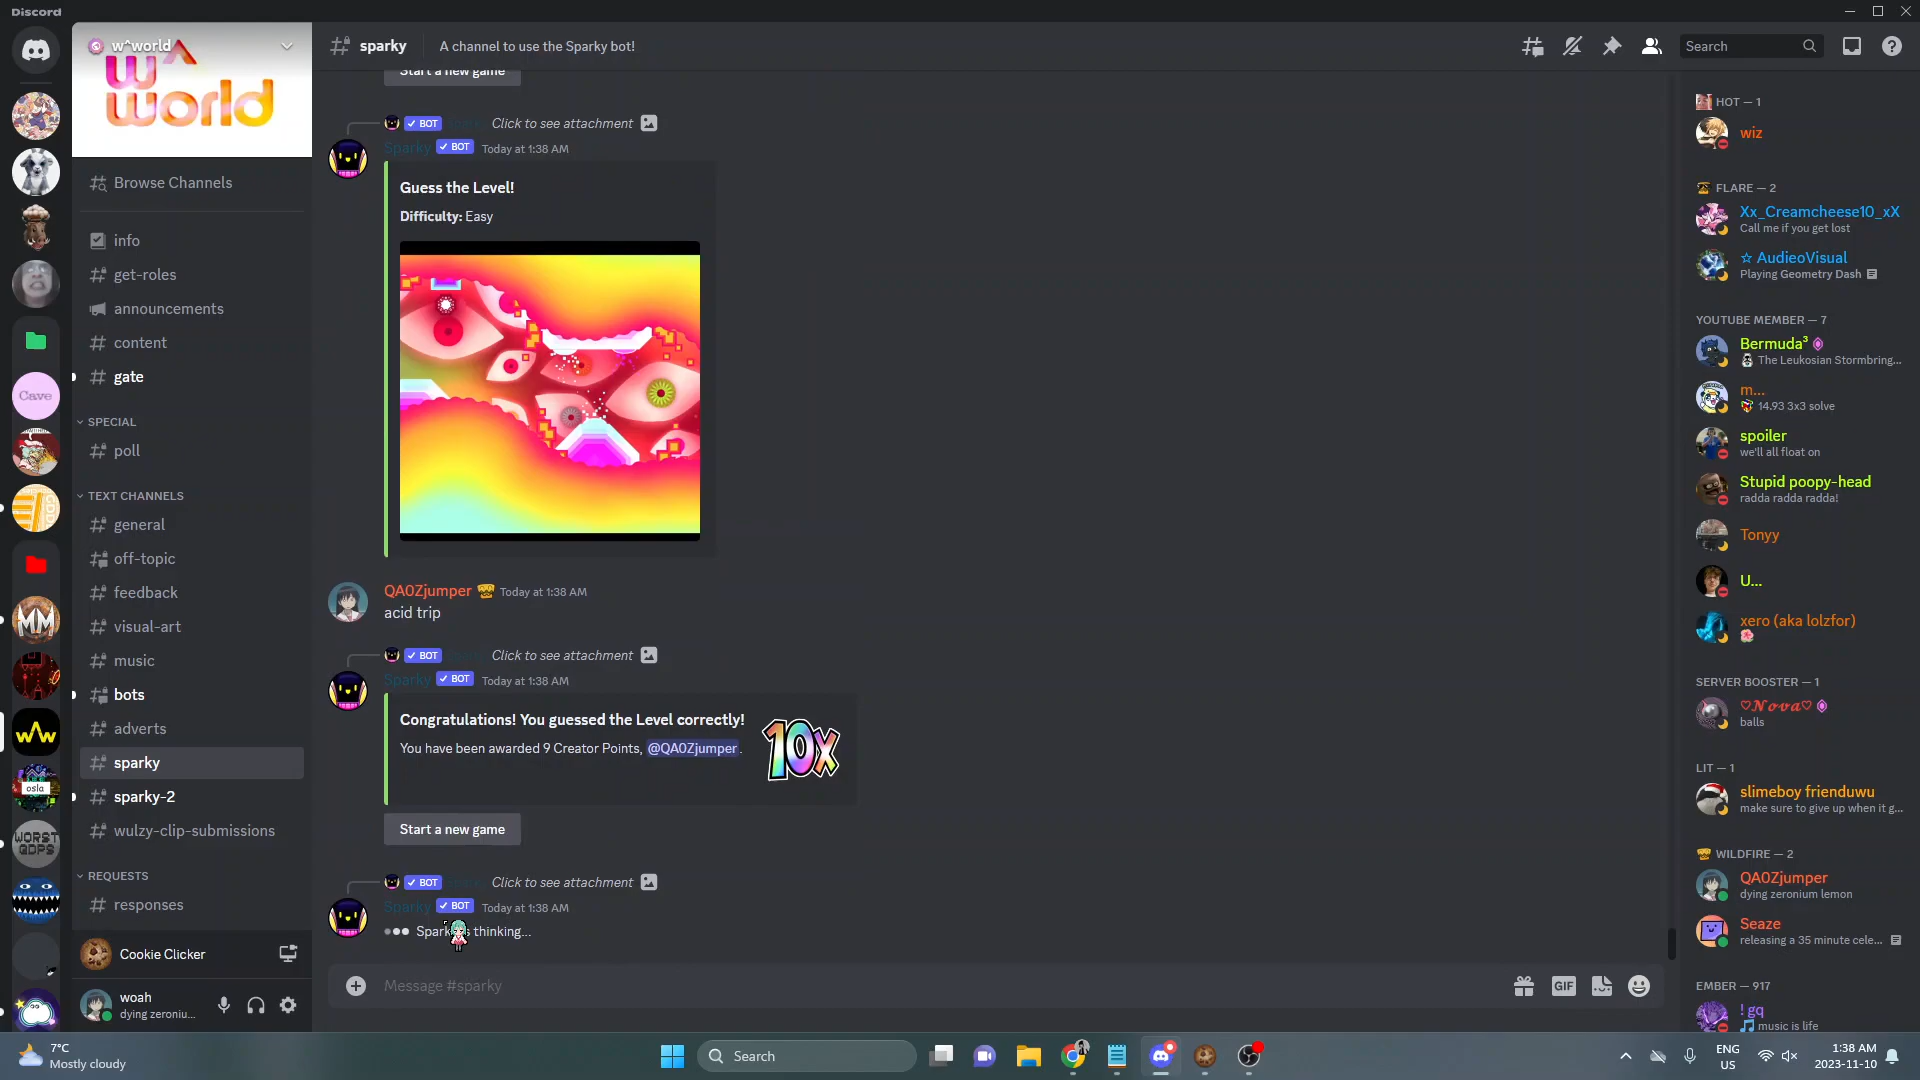 Discord
w^world
w^
world
Browse Channels
info
get-roles
announcements
content
gate
SPECIAL
poll
TEXT CHANNELS
general
off-topic
feedback
visual-art
music
bots
adverts
sparky
sparky-2
wulzy-clip-submissions
REQUESTS
responses
Cave
osla
WORST
GDPS
Cookie Clicker
woah
dying zeroniu...
sparky
A channel to use the Sparky bot!
Search
Start a new game
BOT Click to see attachment
Sparky BOT Today at 1:38 AM
Guess the Level!
Difficulty: Easy
QA0Zjumper Today at 1:38 AM
acid trip
BOT Click to see attachment
Sparky BOT Today at 1:38 AM
Congratulations! You guessed the Level correctly!
You have been awarded 9 Creator Points, @QA0Zjumper.
10x
Start a new game
BOT Click to see attachment
Sparky BOT Today at 1:38 AM
thinking...
Message #sparky
GIF
HOT — 1
wiz
FLARE — 2
Xx_Creamcheese10_xX
Call me if you get lost
☆ AudieoVisual
Playing Geometry Dash
YOUTUBE MEMBER — 7
Bermuda³
The Leukosian Stormbring...
m...
14.93 3x3 solve
spoiler
we'll all float on
Stupid poopy-head
radda radda radda!
Tonyy
U...
xero (aka lolzfor)
SERVER BOOSTER — 1
♡𝑵𝒐𝒗𝒂♡
balls
LIT — 1
slimeboy frienduwu
make sure to give up when it g...
WILDFIRE — 2
QA0Zjumper
dying zeronium lemon
Seaze
releasing a 35 minute cele...
EMBER — 917
! gq
music is life
7°C
Mostly cloudy
Search
ENG
US
1:38 AM
2023-11-10